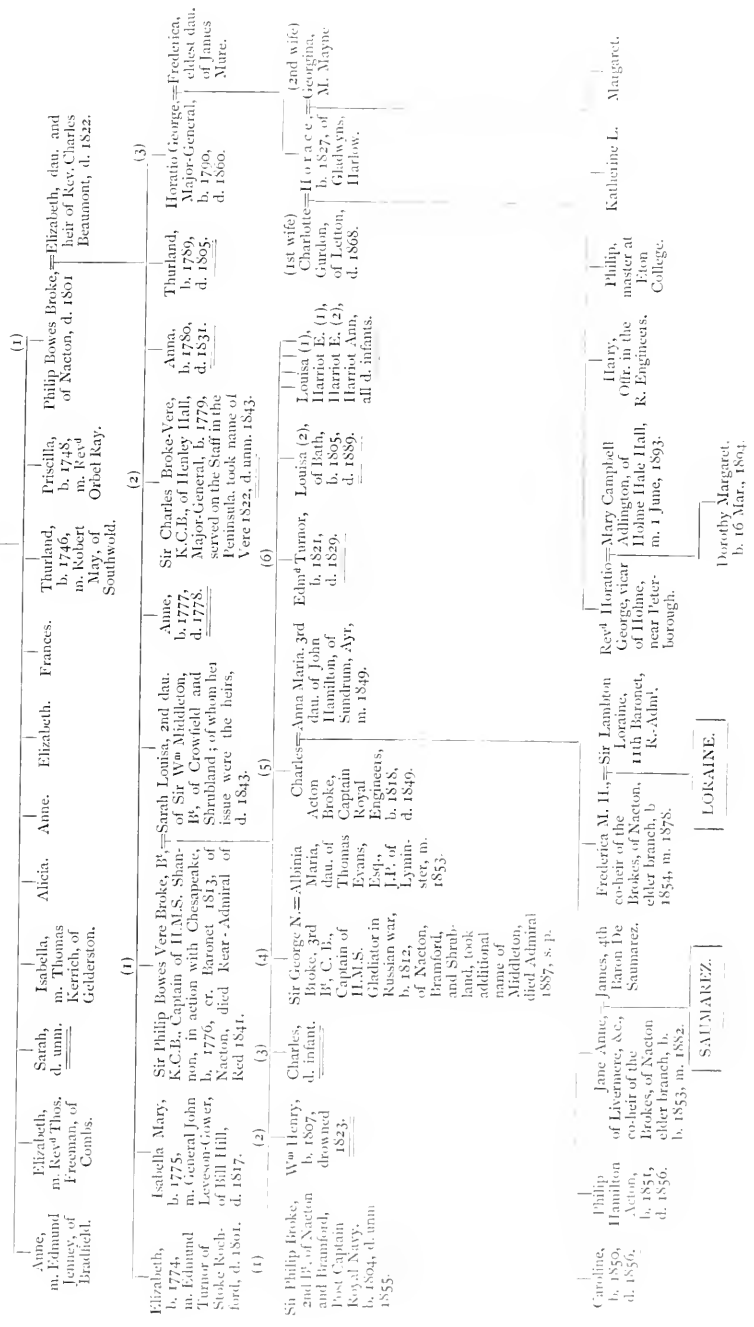 (1)
Anne,
m. Edmund
Jenney, of
Bradfield.
Elizabeth,
m. Revd Thos.
Freeman, of
Combs.
Sarah,
d. unm.
Isabella,
m. Thomas
Kerrich, of
Gelderston.
Alicia.
Anne.
Elizabeth.
Frances.
Thurland,
b. 1746,
m. Robert
May, of
Southwold.
Priscilla,
b. 1748,
m. Revd
Orbel Ray.
Philip Bowes Broke,=Elizabeth, dau. and
of Nacton, d. 1801
heir of Rev. Charles
Beaumont, d. 1822.
(1)
(2)
(3)
Elizabeth,
b. 1774,
m. Edmund
Turnor of
Stoke Roch-
ford, d. 1801.
Isabella Mary,
b. 1775,
m. General John
Leveson-Gower,
of Bill Hill,
d. 1817.
Sir Philip Bowes Vere Broke, Bt,=Sarah Louisa, 2nd dau.
K.C.B., Captain of H.M.S. Shan-
non, in action with Chesapeake,
b. 1776, cr. Baronet 1813, of
Nacton, died Rear-Admiral of
Red 1841.
of Sir Wm Middleton,
Bt, of Crowfield and
Shrubland; of whom her
issue were the heirs,
d. 1843.
Anne,
b. 1777,
d. 1778.
Sir Charles Broke-Vere,
K.C.B., of Henley Hall,
Major-General, b. 1779,
served on the Staff in the
Peninsula. took name of
Vere 1822, d. unm. 1843.
Anna,
b. 1780,
d. 1831.
Thurland,
b. 1789,
d. 1805.
Horatio George,=Frederica,
Major-General,
b. 1790,
d. 1860.
eldest dau.
of James
Mure.
(1)
(2)
(3)
(4)
(5)
(6)
Sir Philip Broke,
2nd Bt. of Nacton
and Bramford,
Post Captain
Royal Navy.
b. 1804, d. unm
1855.
Wm Henry,
b. 1807,
drowned
1823.
Charles,
d. infant.
Sir George N.=Albinia
Broke, 3rd
Bt, C. B.,
Captain of
H.M.S.
Gladiator in
Russian war,
b. 1812,
of Nacton,
Bramford,
and Shrub-
land, took
additional
name of
Middleton,
died Admiral
1887, s. p.
Maria,
dau. of
Thomas
Evans,
Esq.,
J.P. of
Lymin-
ster, m.
1853.
Charles=Anna Maria. 3rd
Acton
Broke,
Captain
Royal
Engineers,
b. 1818,
d. 1849.
dau. of John
Hamilton, of
Sundrum, Ayr,
m. 1849.
Edmd Turnor,
b. 1821,
d. 1829.
Louisa (2),
of Bath,
b. 1805,
d. 1889.
Louisa (1),
Harriot E. (1),
Harriot E. (2),
Harriot Ann,
all d. infants.
(1st wife)
(2nd wife)
Charlotte=Horace,=Georgina,
Gurdon,
of Letton,
d. 1868.
b. 1827, of
Gladwyns,
Harlow.
M. Mayne
Caroline,
b. 1850,
d. 1856.
Philip
Hamilton
Acton,
b. 1851,
d. 1856.
Jane Anne,=James, 4th
of Livermere, &c.,
co-heir of the
Brokes, of Nacton
elder branch, b.
b. 1853, m. 1882.
Baron De
Saumarez.
SAUMAREZ.
Frederica M. H.,=Sir Lambton
co-heir of the
Brokes, of Nacton,
elder branch, b
1854, m. 1878.
Loraine,
11th Baronet,
R.-Adml.
LORAINE.
Revd Horatio=Mary Campbell
George, vicar
of Holme,
near Peter-
borough.
Adlington, of
Holme Hale Hall,
m. 1 June, 1893.
Harry,
Offr. in the
R. Engineers.
Philip,
master at
Eton
College.
Katherine L.
Margaret.
Dorothy Margaret.
b. 16 Mar., 1894.